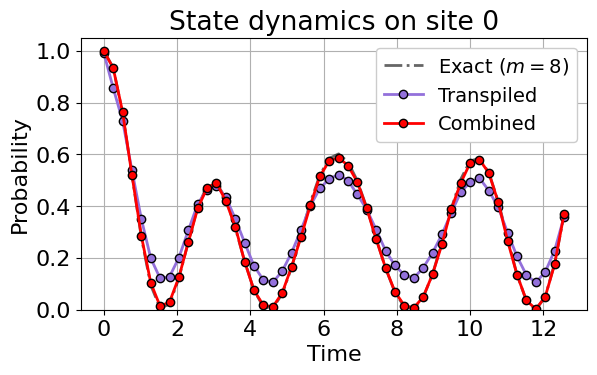 State dynamics on site 0
Probability
1.0
0.8
0.6
0.4
0.2
0.0
Exact (m = 8)
Transpiled
Combined
0 2 4 6 8 10 12
Time